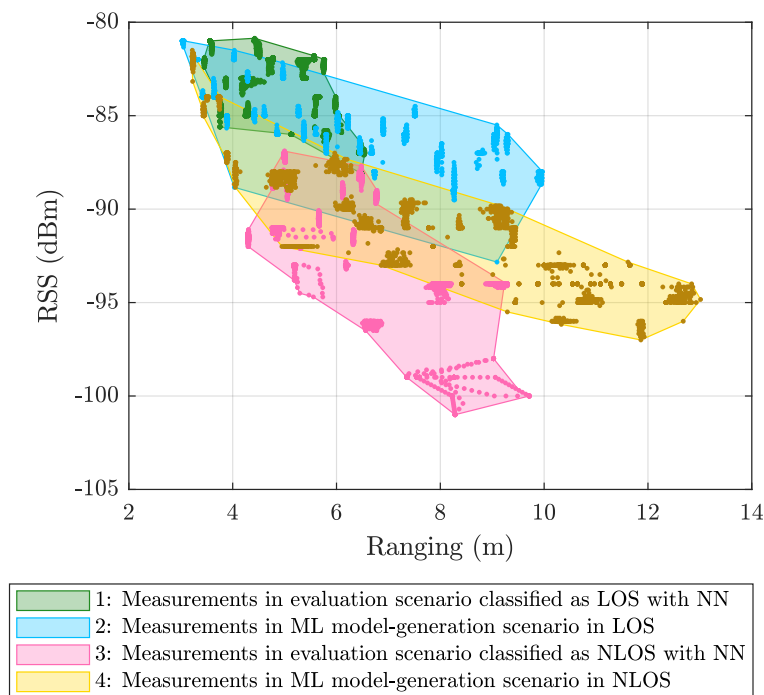 -80
-85
-90
-95
-100
-105
RSS (dBm)
2 4 6 8 10 12 14
Ranging (m)
1: Measurements in evaluation scenario classified as LOS with NN
2: Measurements in ML model-generation scenario in LOS
3: Measurements in evaluation scenario classified as NLOS with NN
4: Measurements in ML model-generation scenario in NLOS